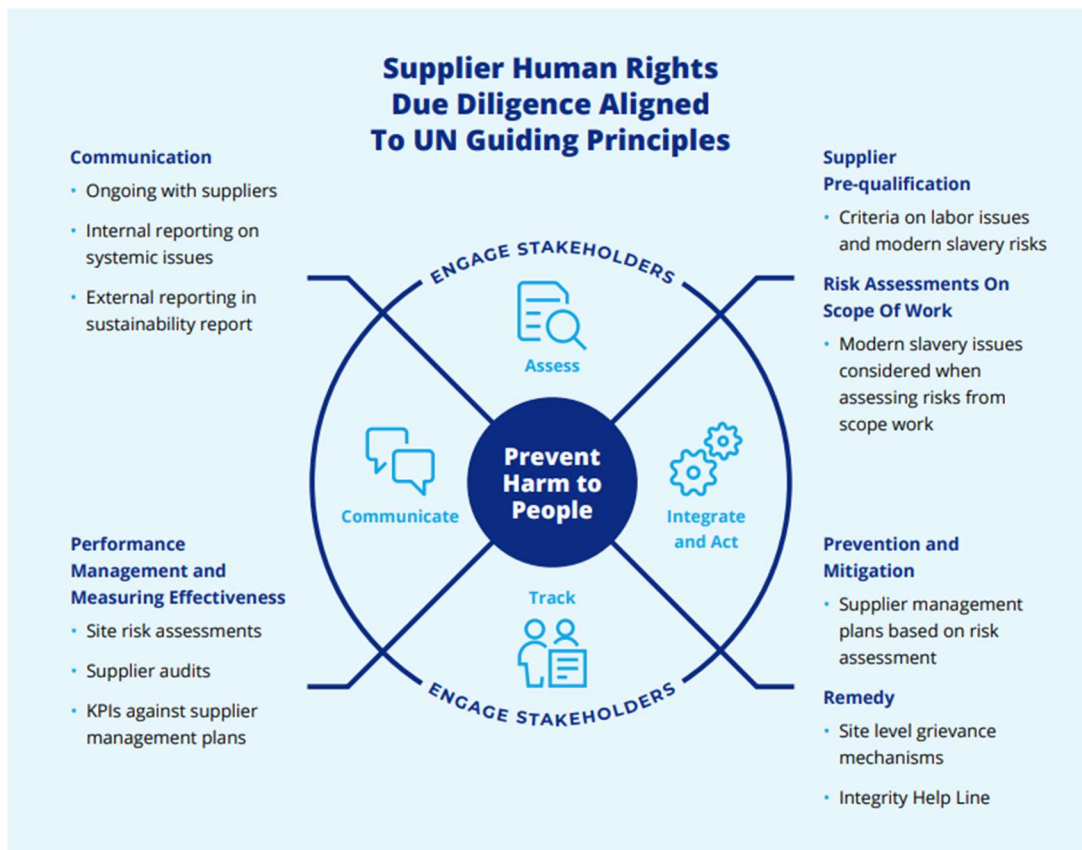 Supplier Human Rights
Due Diligence Aligned
To UN Guiding Principles
Communication
• Ongoing with suppliers
• Internal reporting on
systemic issues
• External reporting in
sustainability report
Supplier
Pre-qualification
• Criteria on labor issues
and modern slavery risks
Risk Assessments On
Scope Of Work
• Modern slavery issues
considered when
assessing risks from
scope work
ENGAGE STAKEHOLDERS
Assess
Communicate
Prevent
Harm to
People
Integrate
and Act
Track
ENGAGE STAKEHOLDERS
Performance
Management and
Measuring Effectiveness
• Site risk assessments
• Supplier audits
• KPIs against supplier
management plans
Prevention and
Mitigation
• Supplier management
plans based on risk
assessment
Remedy
• Site level grievance
mechanisms
• Integrity Help Line